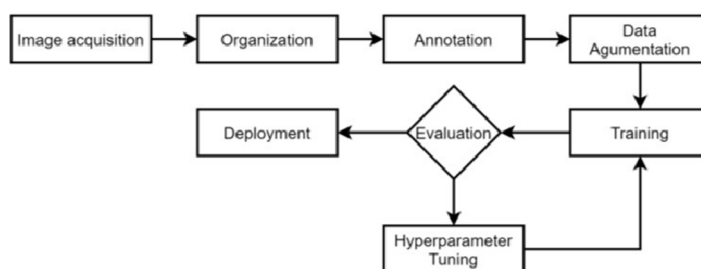 Image acquisition
Organization
Annotation
Data
Agumentation
Deployment
Evaluation
Training
Hyperparameter
Tuning